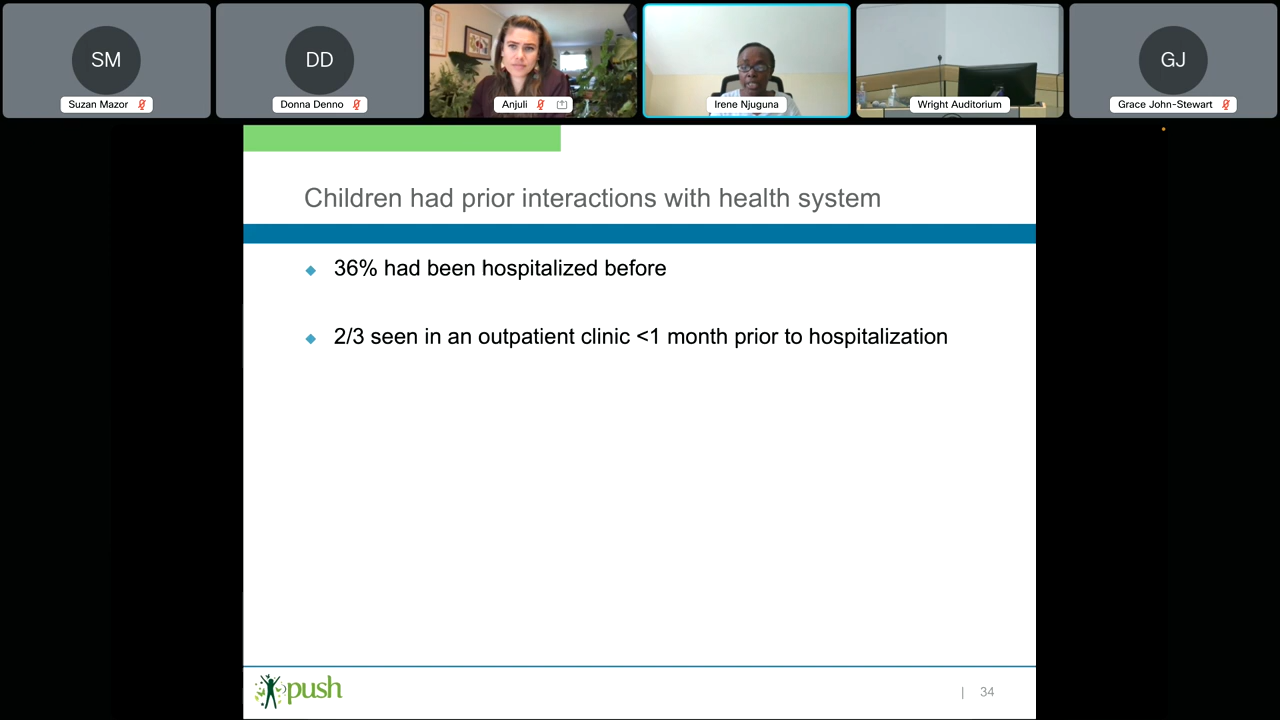 SM
Suzan Mazor
DD
Donna Denno
Anjuli
Irene Njuguna
Wright Auditorium
GJ
Grace John-Stewart
Children had prior interactions with health system
36% had been hospitalized before
2/3 seen in an outpatient clinic <1 month prior to hospitalization
push
| 34